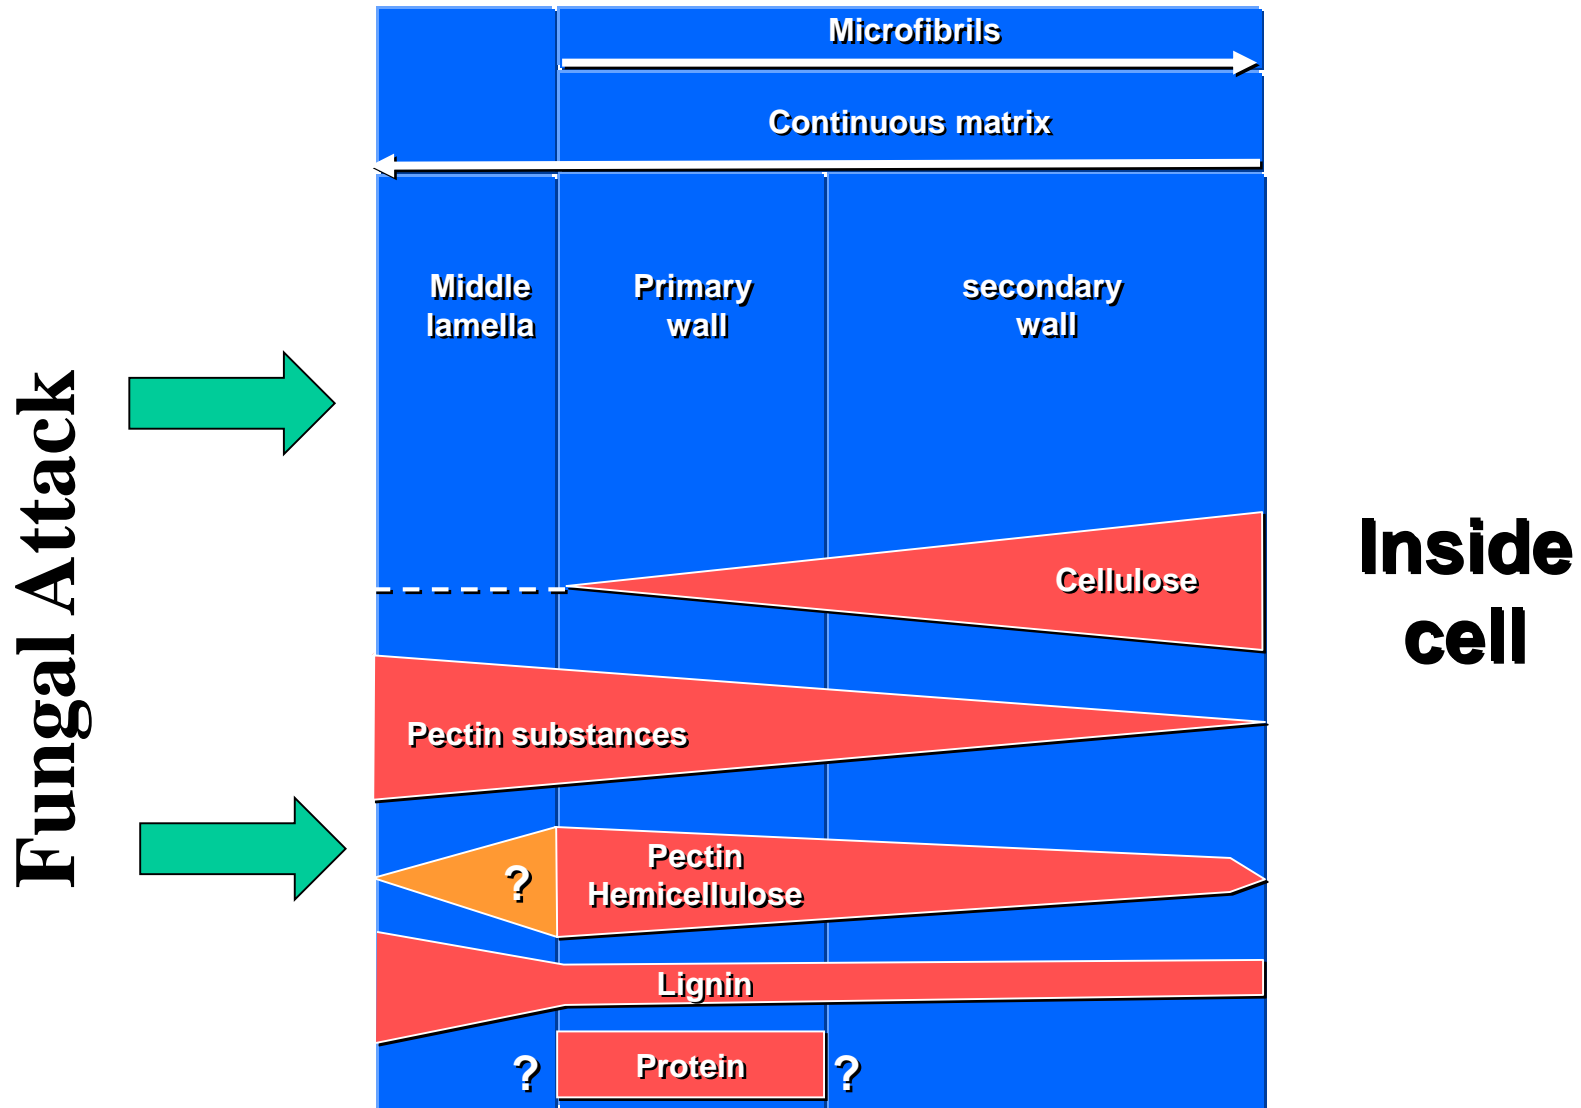 Microfibrils
Continuous matrix
Middle
lamella
Primary
wall
secondary
wall
Fungal Attack
Inside
cell
Cellulose
Pectin substances
?
Pectin
Hemicellulose
Lignin
?
Protein
?